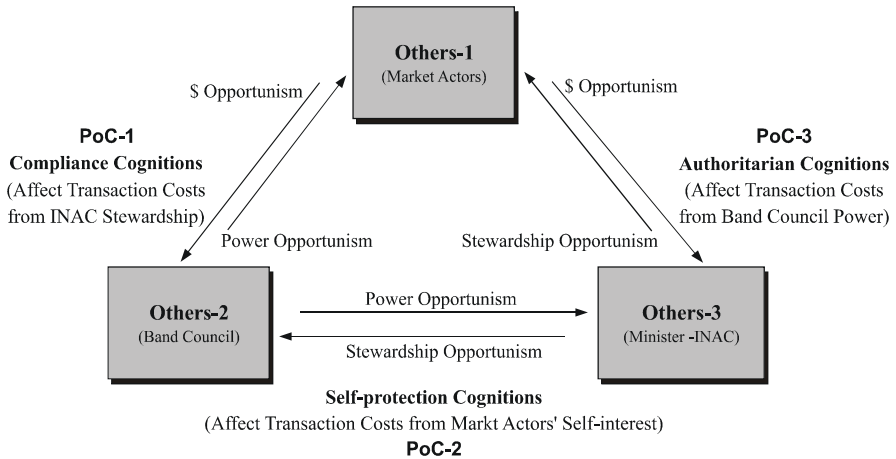 Others-1
(Market Actors)
$ Opportunism
$ Opportunism
PoC-1
Compliance Cognitions
(Affect Transaction Costs
from INAC Stewardship)
PoC-3
Authoritarian Cognitions
(Affect Transaction Costs
from Band Council Power)
Power Opportunism
Stewardship Opportunism
Others-2
(Band Council)
Power Opportunism
Stewardship Opportunism
Others-3
(Minister -INAC)
Self-protection Cognitions
(Affect Transaction Costs from Markt Actors' Self-interest)
PoC-2